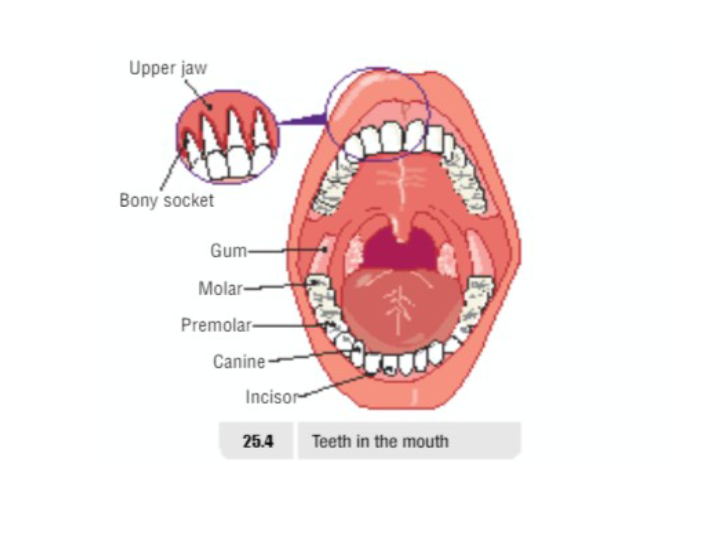 Upper jaw
Bony socket
Gum
Molar
Premolar
Canine
Incisor
25.4 Teeth in the mouth